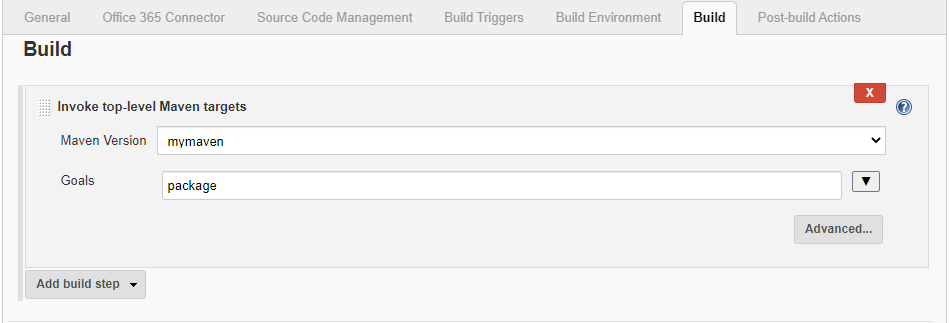 General Office 365 Connector Source Code Management Build Triggers Build Environment Build Post-build Actions
Build
X
Invoke top-level Maven targets ?
Maven Version mymaven
Goals package ▼
Advanced...
Add build step